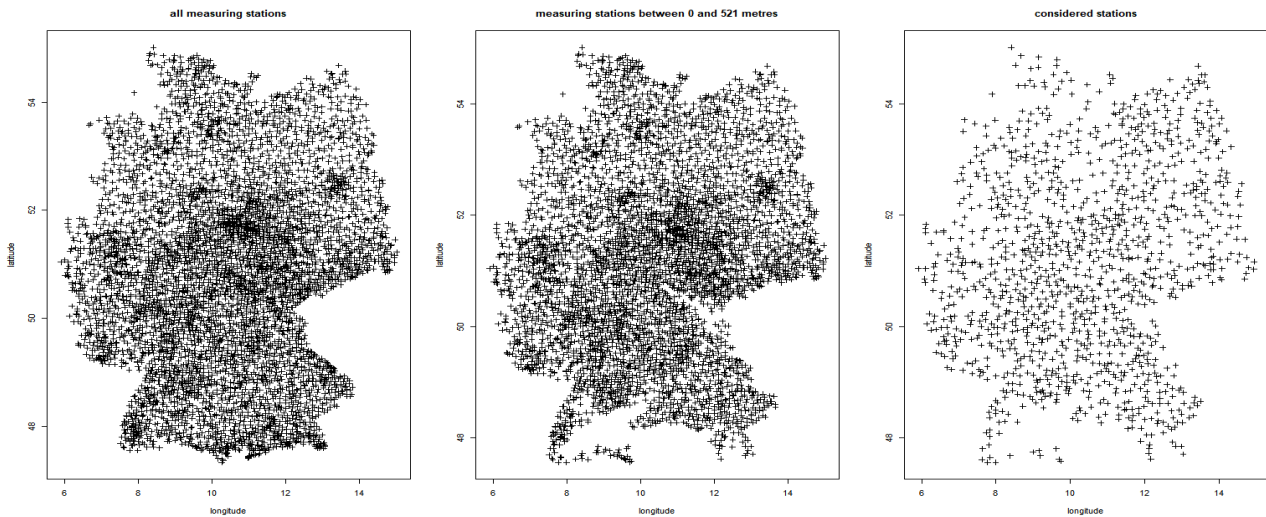 all measuring stations
54
52
50
48
latitude
6 8 10 12 14
longitude
measuring stations between 0 and 521 metres
54
52
50
48
latitude
6 8 10 12 14
longitude
considered stations
54
52
50
48
latitude
6 8 10 12 14
longitude